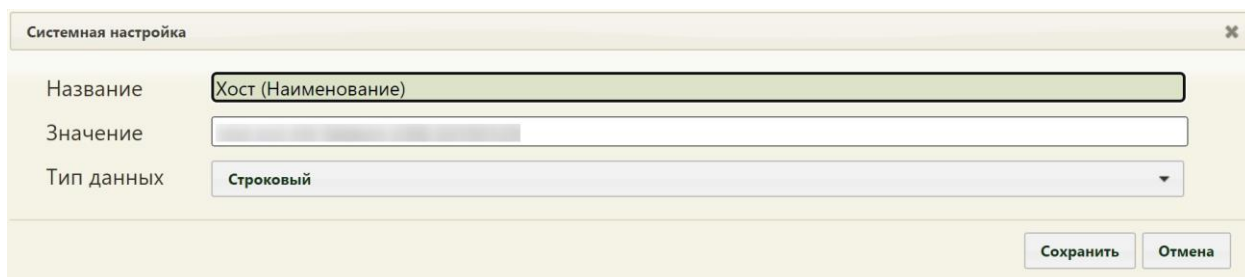 Системная настройка
Название Хост (Наименование)
Значение
Тип данных Строковый
Сохранить Отмена